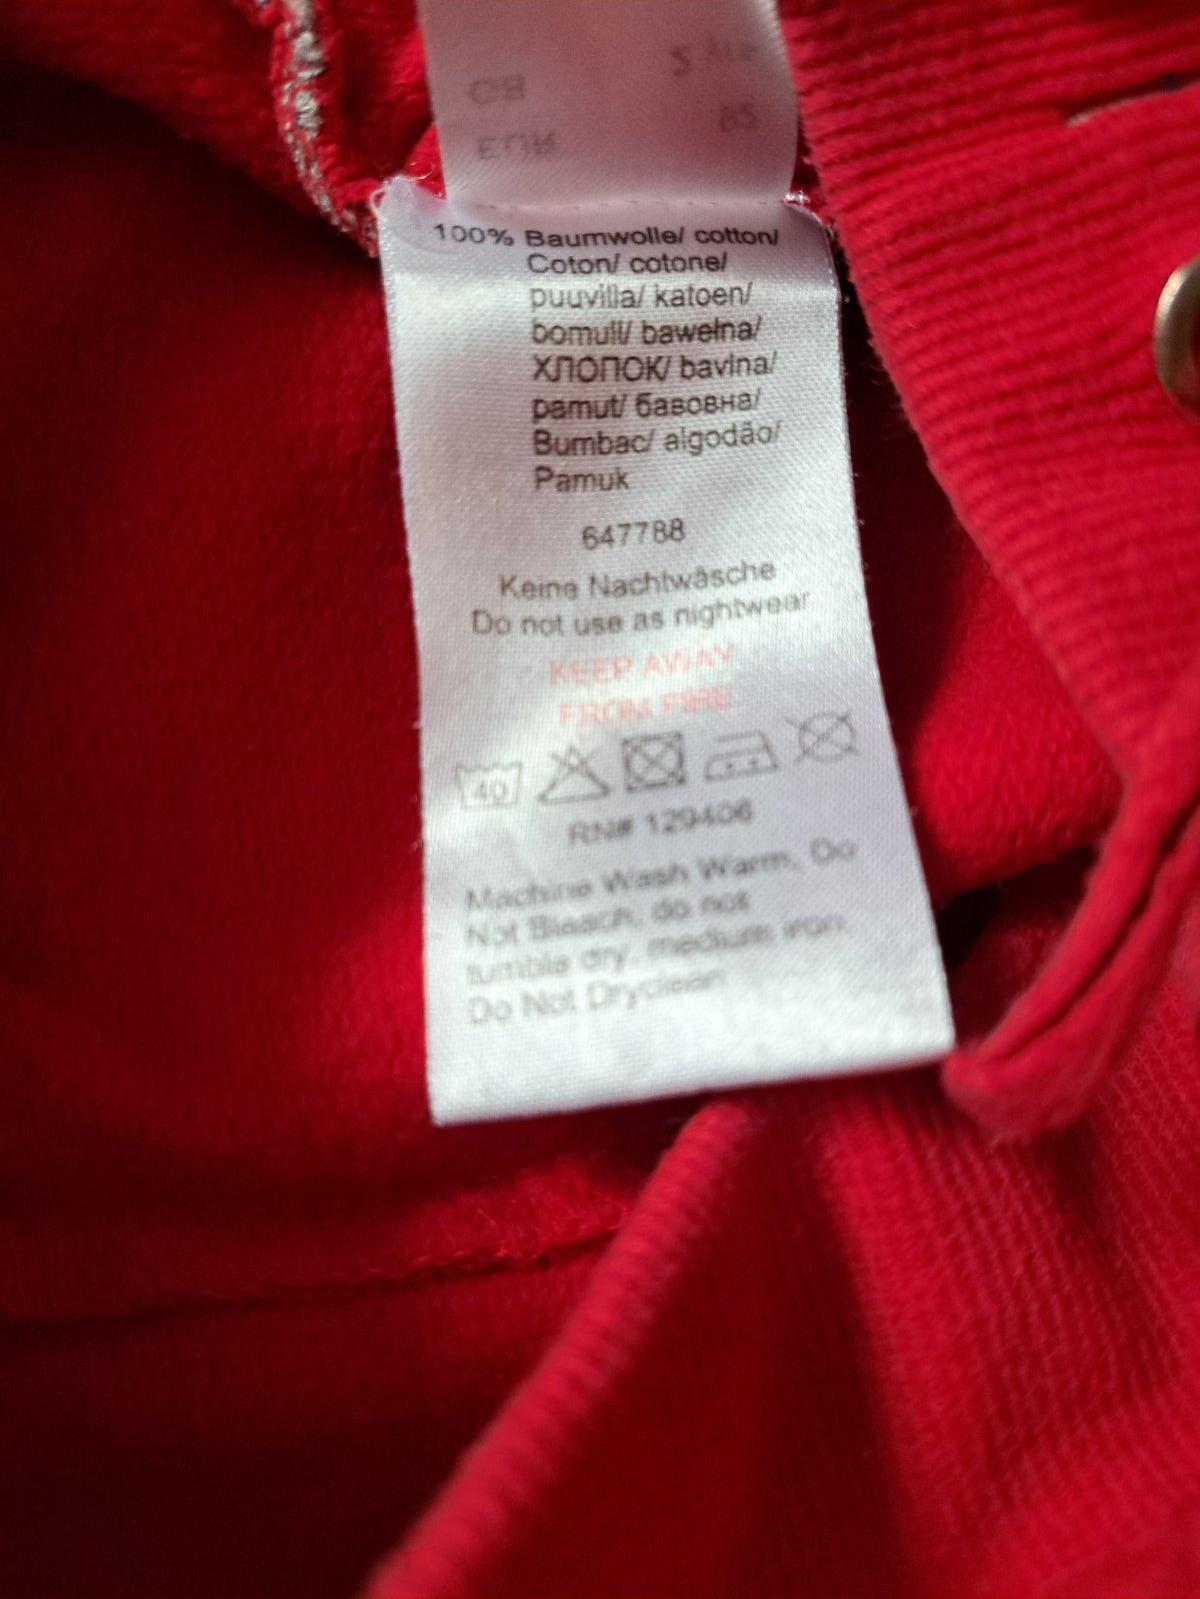 100% Baumwolle/ cotton/
Coton/ cotone/
puuvilla/ katoen/
bomull/ bawełna/
ХЛОПОК/ bavlna/
pamut/ бавовна/
Bumbac/ algodão/
Pamuk
647788
Keine Nachtwäsche
Do not use as nightwear
KEEP AWAY
FROM FIRE
40
RN# 129406
Machine Wash Warm, Do
Not Bleach, do not
tumble dry, medium iron,
Do Not Dryclean